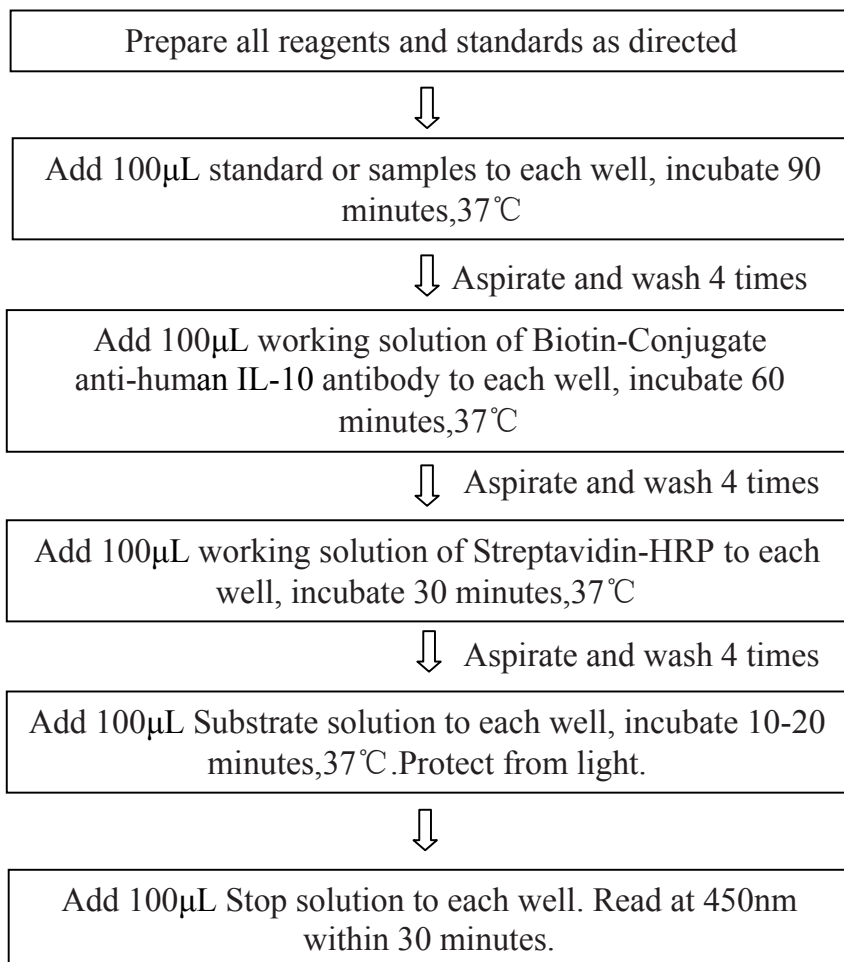 Prepare all reagents and standards as directed
Add 100μL standard or samples to each well, incubate 90
minutes,37℃
Aspirate and wash 4 times
Add 100μL working solution of Biotin-Conjugate
anti-human IL-10 antibody to each well, incubate 60
minutes,37℃
Aspirate and wash 4 times
Add 100μL working solution of Streptavidin-HRP to each
well, incubate 30 minutes,37℃
Aspirate and wash 4 times
Add 100μL Substrate solution to each well, incubate 10-20
minutes,37℃.Protect from light.
Add 100μL Stop solution to each well. Read at 450nm
within 30 minutes.